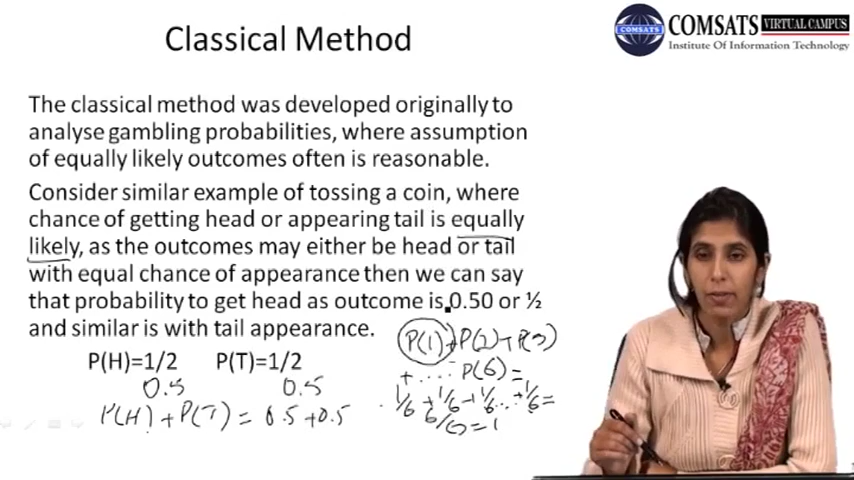 Classical Method
COMSATS VIRTUAL CAMPUS
COMSATS
Institute Of Information Technology
The classical method was developed originally to
analyse gambling probabilities, where assumption
of equally likely outcomes often is reasonable.
Consider similar example of tossing a coin, where
chance of getting head or appearing tail is equally
likely, as the outcomes may either be head or tail
with equal chance of appearance then we can say
that probability to get head as outcome is 0.50 or ½
and similar is with tail appearance.
P(H)=1/2 P(T)=1/2
0.5 0.5
P(H) + P(T) = 0.5 + 0.5
P(1) + P(2) + P(3)
+ .... P(6) =
1/6 + 1/6 + 1/6 ... + 1/6 =
6/6 = 1